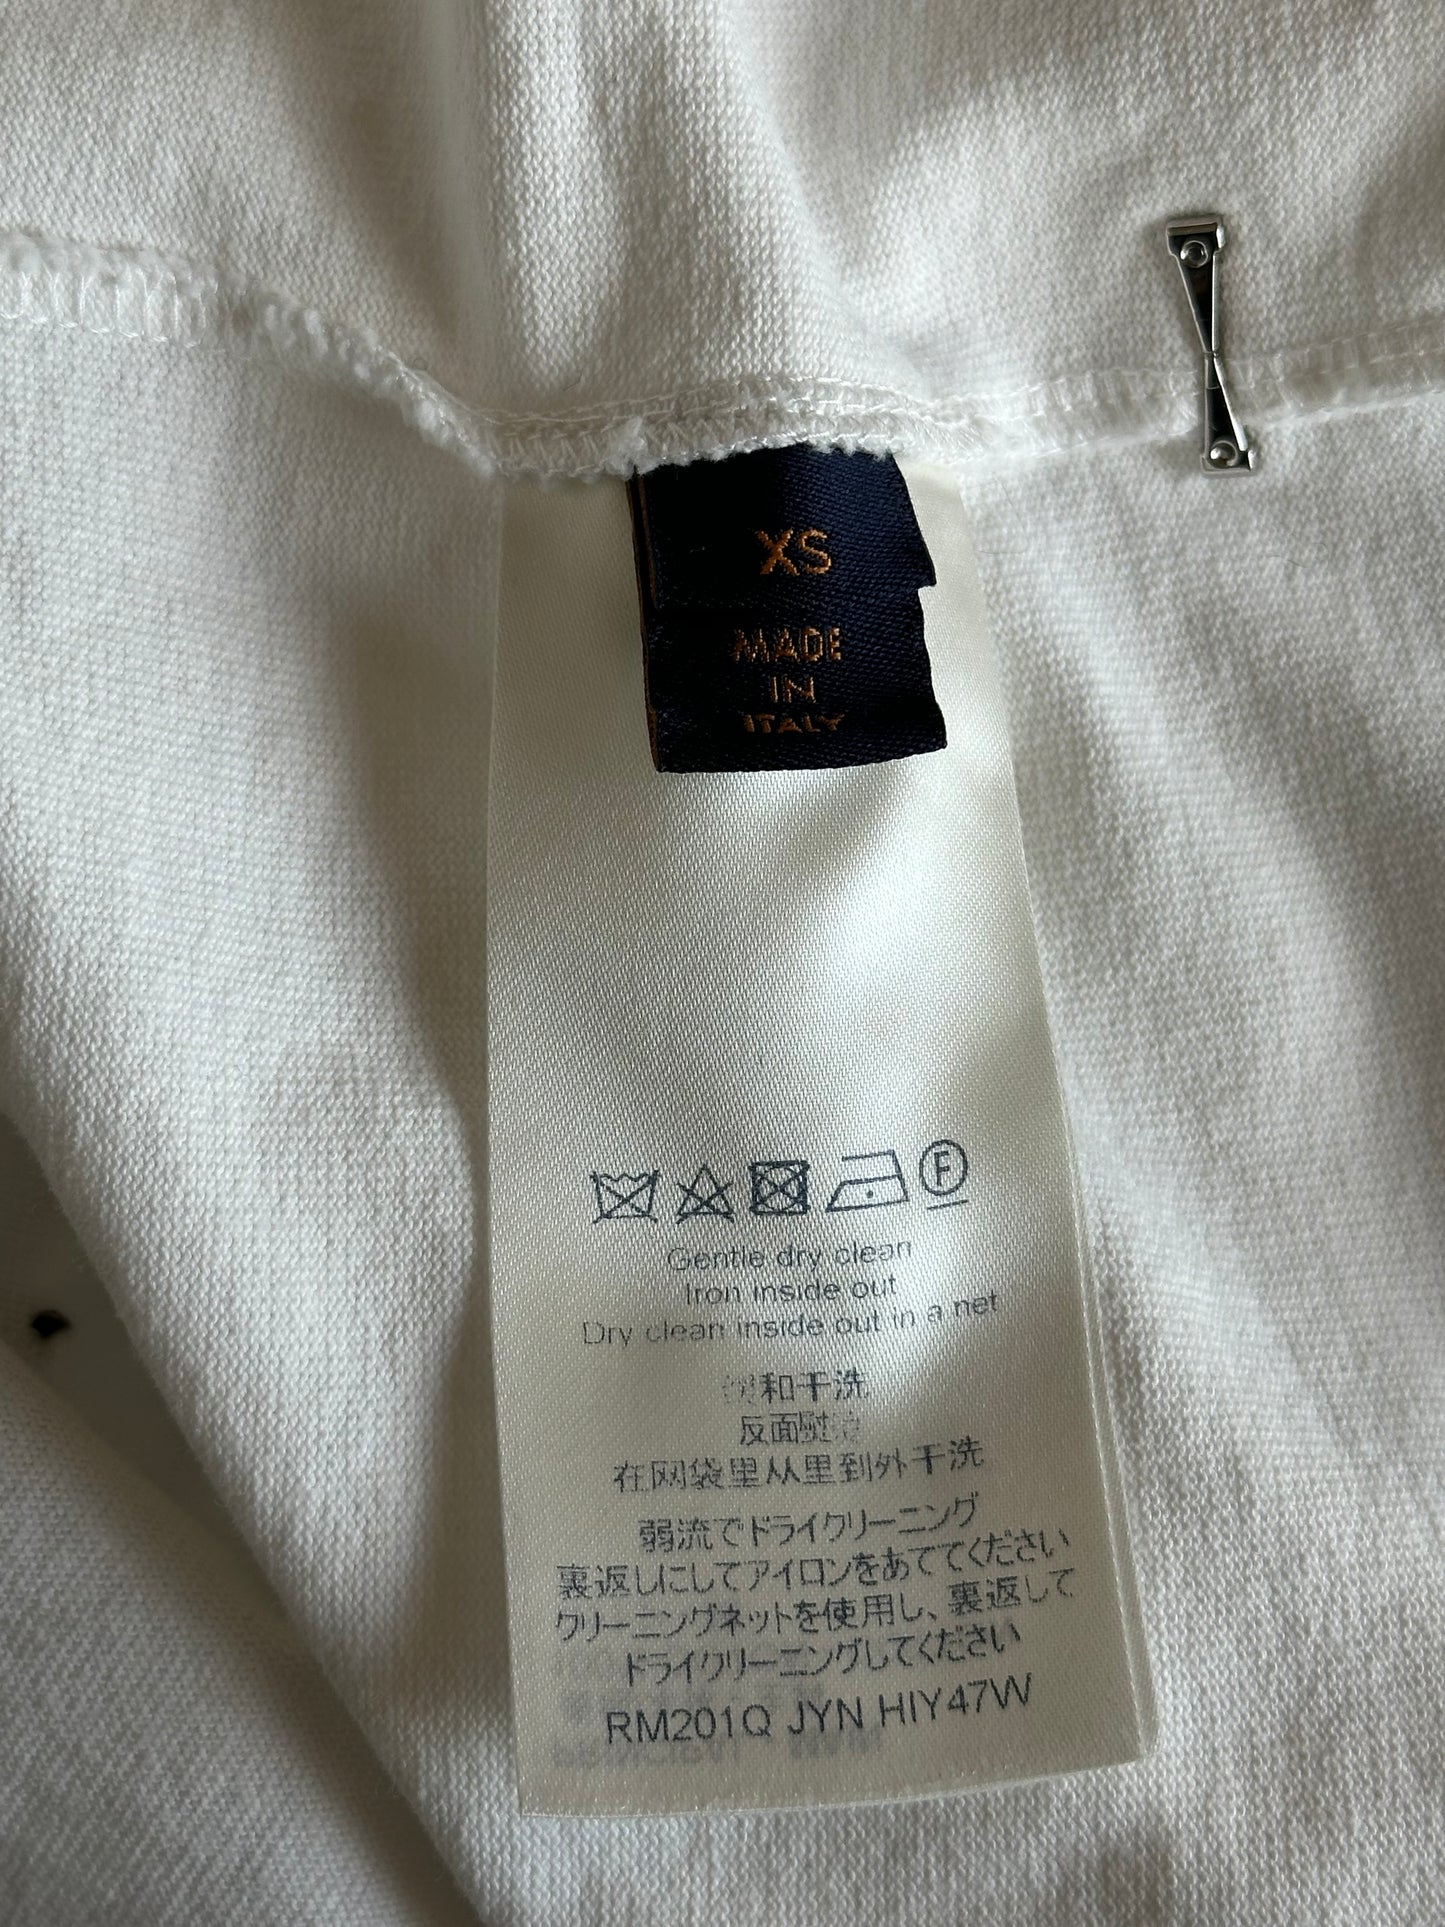 XS
MADE
IN
ITALY
F
Gentle dry clean
Iron inside out
Dry clean inside out in a net
缓和干洗
反面熨烫
在网袋里从里到外干洗
弱流でドライクリーニング
裏返しにしてアイロンをあててください
クリーニングネットを使用し、裏返して
ドライクリーニングしてください
RM201Q JYN HIY47W